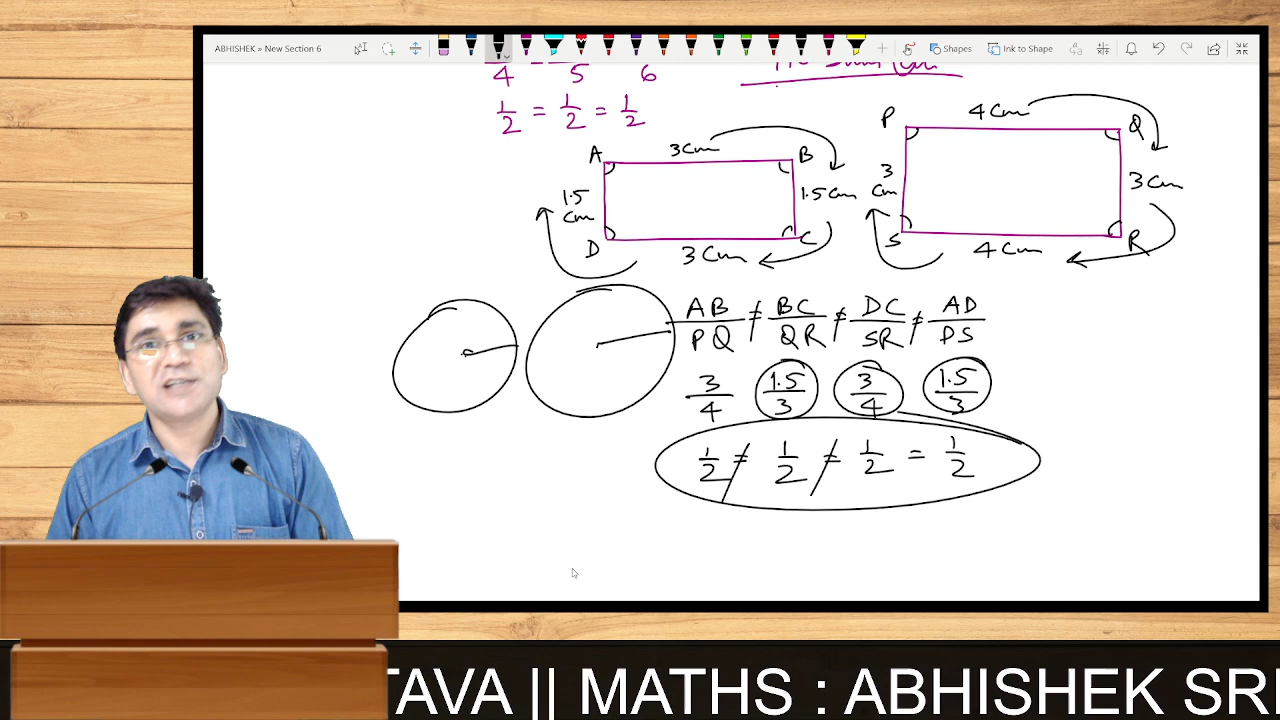 ABHISHEK » New Section 6
Shapes Ink to Shape
4 5 6
1/2 = 1/2 = 1/2
A 3 cm B
1.5 cm 1.5 cm
D 3 cm C
P 4 cm Q
3 cm 3 cm
S 4 cm R
AB/PQ ≠ BC/QR ≠ DC/SR ≠ AD/PS
3/4 1.5/3 3/4 1.5/3
1/2 ≠ 1/2 ≠ 1/2 = 1/2
TAVA || MATHS : ABHISHEK SRI